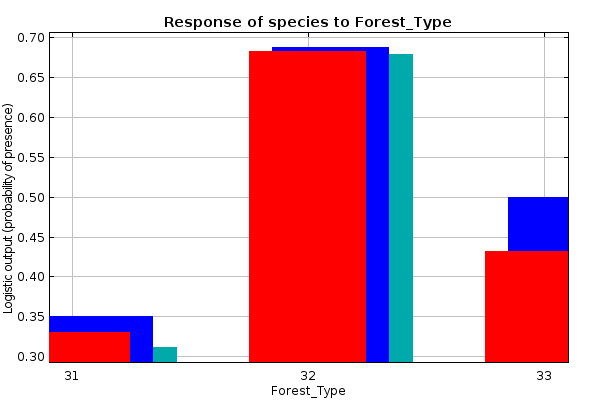 Response of species to Forest_Type
Logistic output (probability of presence)
0.70
0.65
0.60
0.55
0.50
0.45
0.40
0.35
0.30
31 32 33
Forest_Type